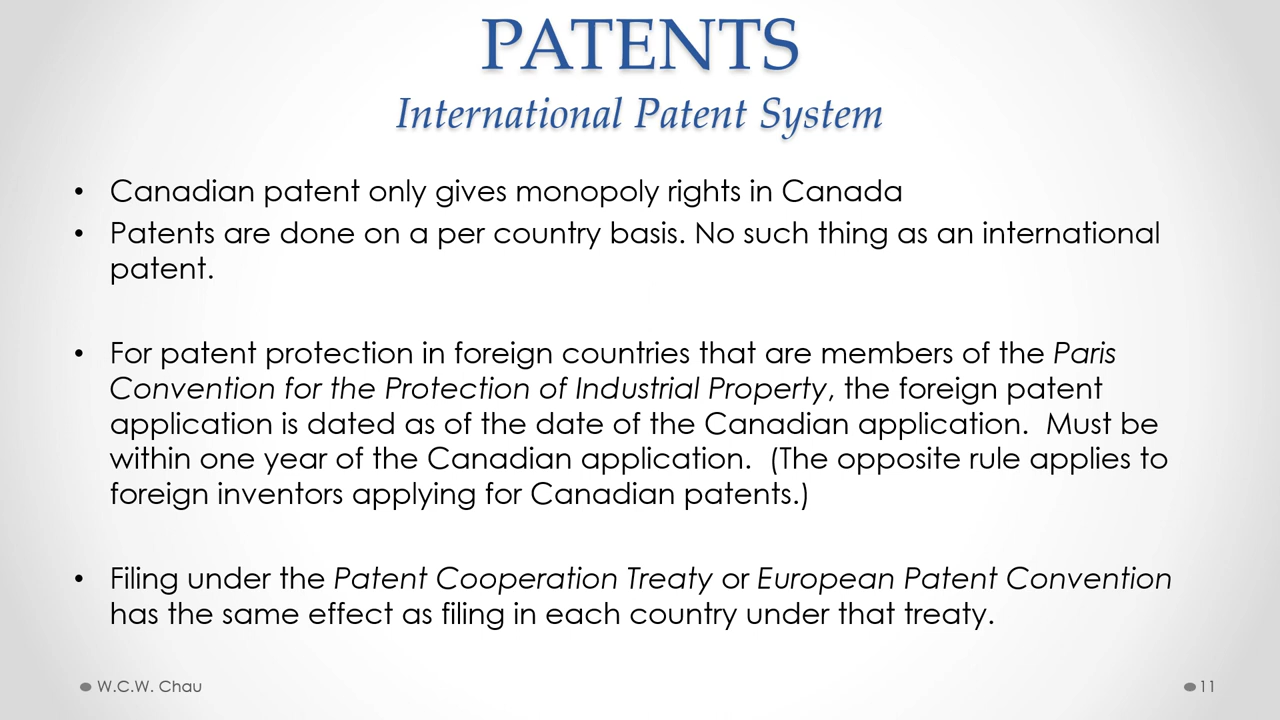 PATENTS
International Patent System
• Canadian patent only gives monopoly rights in Canada
• Patents are done on a per country basis. No such thing as an international
patent.
• For patent protection in foreign countries that are members of the Paris
Convention for the Protection of Industrial Property, the foreign patent
application is dated as of the date of the Canadian application.  Must be
within one year of the Canadian application.  (The opposite rule applies to
foreign inventors applying for Canadian patents.)
• Filing under the Patent Cooperation Treaty or European Patent Convention
has the same effect as filing in each country under that treaty.
W.C.W. Chau
11